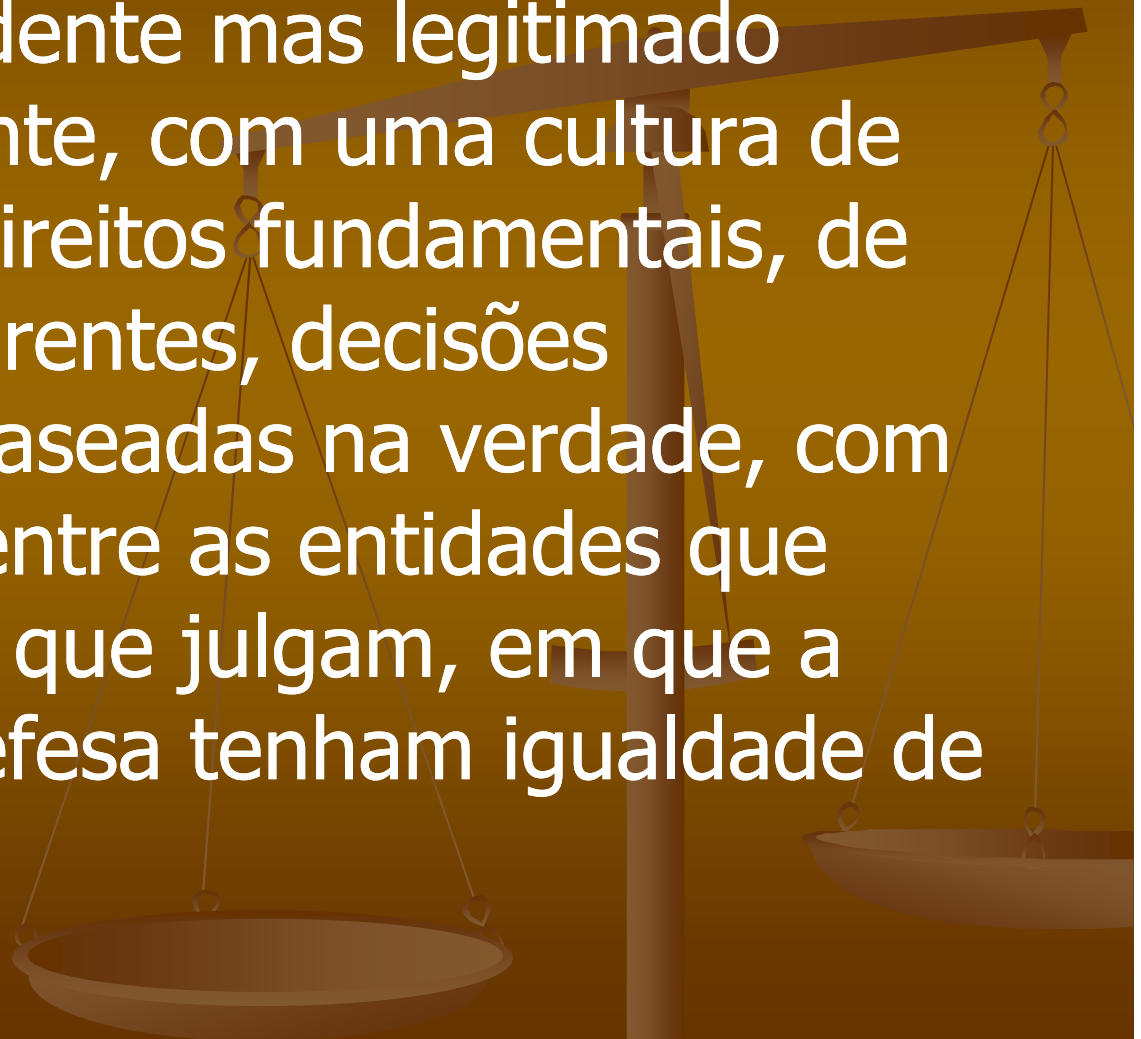 dente mas legitimado
nte, com uma cultura de
ireitos fundamentais, de
rentes, decisões
aseadas na verdade, com
entre as entidades que
que julgam, em que a
efesa tenham igualdade de